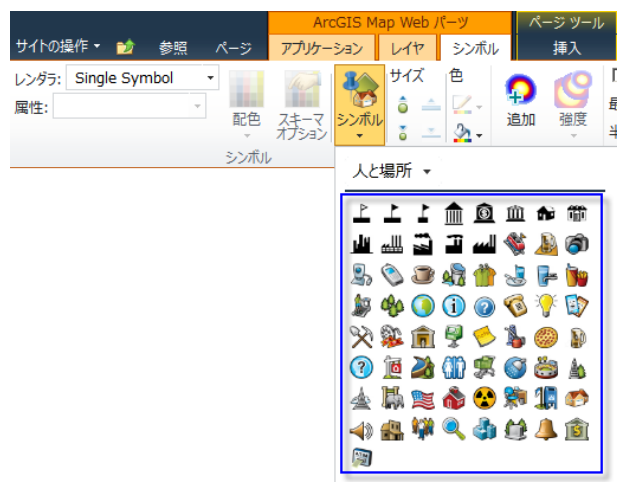 ArcGIS Map Web パーツ
ページ ツール
サイトの操作
参照
ページ
アプリケーション
レイヤ
シンボル
挿入
レンダラ: Single Symbol
属性:
配色
スキーマ
オプション
シンボル
サイズ
色
追加
強度
シンボル
人と場所